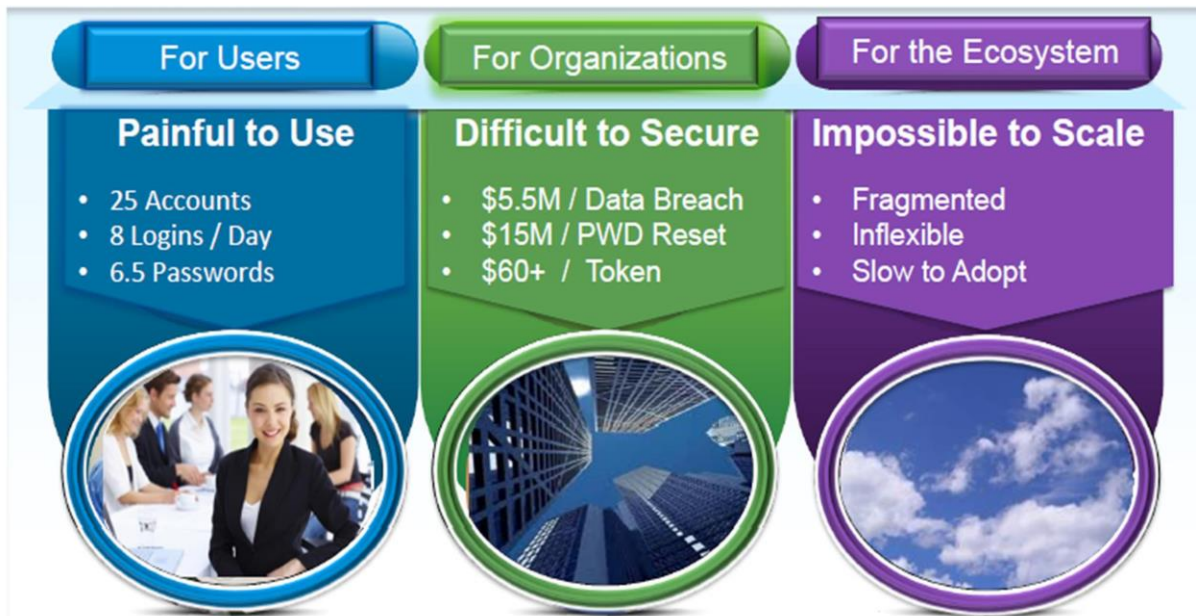 For Users
Painful to Use
• 25 Accounts
• 8 Logins / Day
• 6.5 Passwords
For Organizations
Difficult to Secure
• $5.5M / Data Breach
• $15M / PWD Reset
• $60+ / Token
For the Ecosystem
Impossible to Scale
• Fragmented
• Inflexible
• Slow to Adopt